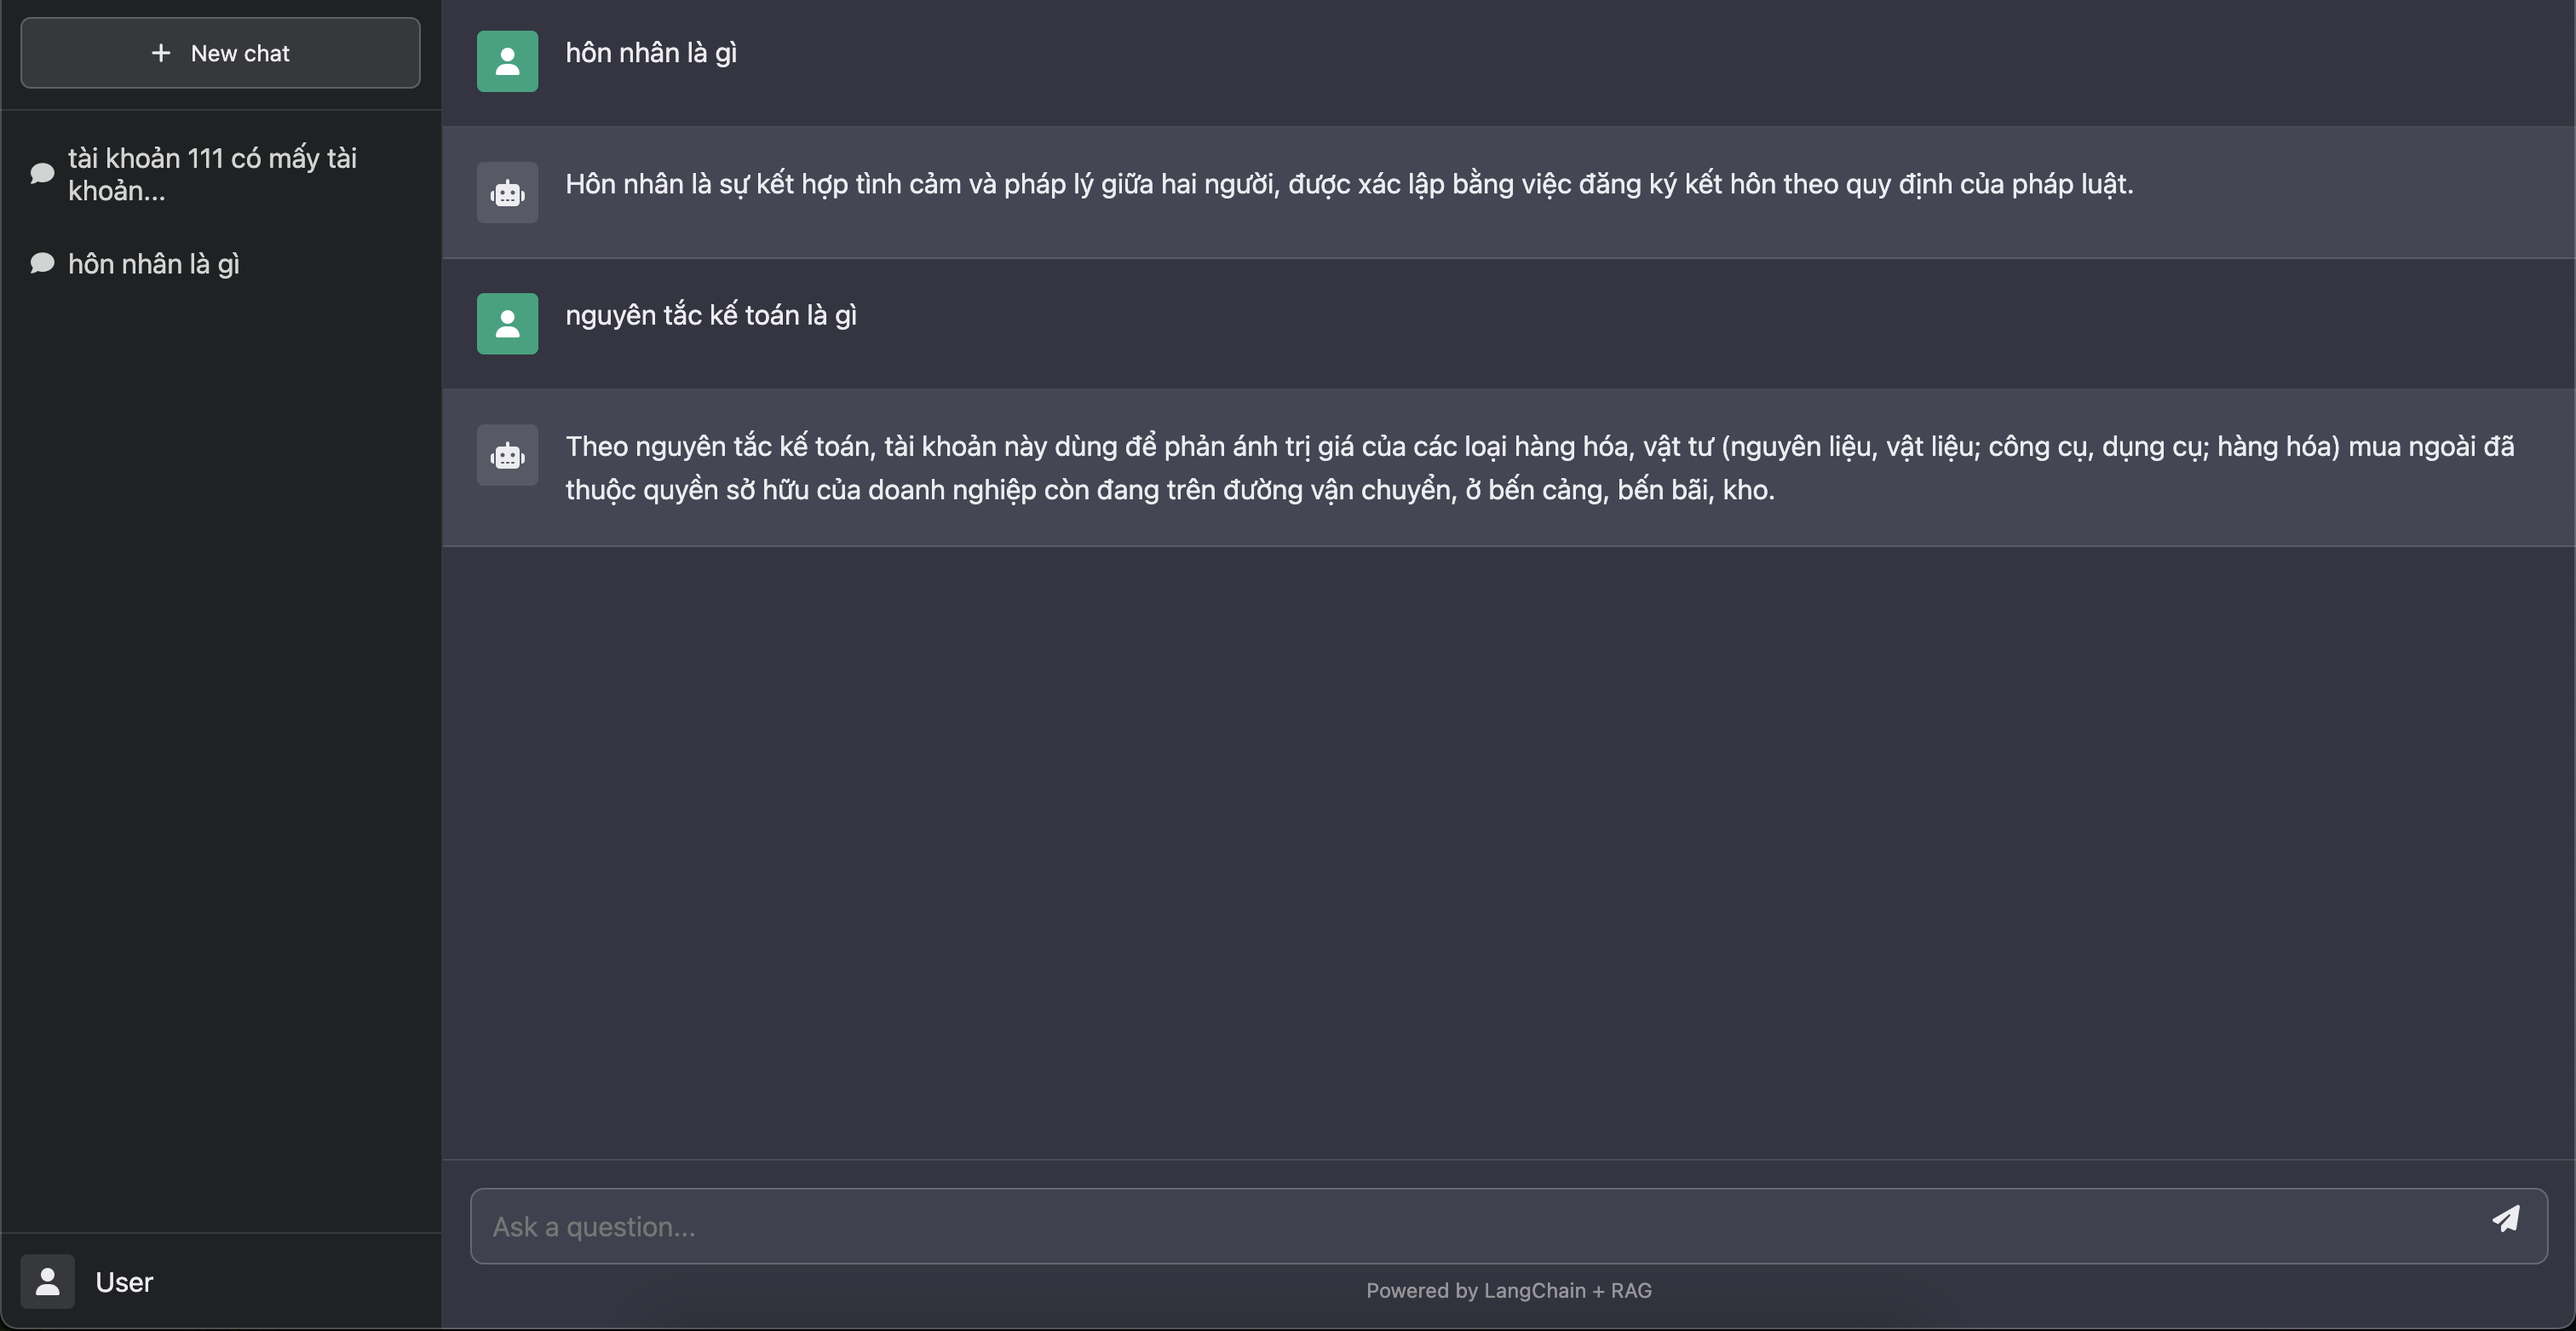 New chat
tài khoản 111 có mấy tài
khoản...
hôn nhân là gì
User
hôn nhân là gì
Hôn nhân là sự kết hợp tình cảm và pháp lý giữa hai người, được xác lập bằng việc đăng ký kết hôn theo quy định của pháp luật.
nguyên tắc kế toán là gì
Theo nguyên tắc kế toán, tài khoản này dùng để phản ánh trị giá của các loại hàng hóa, vật tư (nguyên liệu, vật liệu; công cụ, dụng cụ; hàng hóa) mua ngoài đã
thuộc quyền sở hữu của doanh nghiệp còn đang trên đường vận chuyển, ở bến cảng, bến bãi, kho.
Ask a question...
Powered by LangChain + RAG